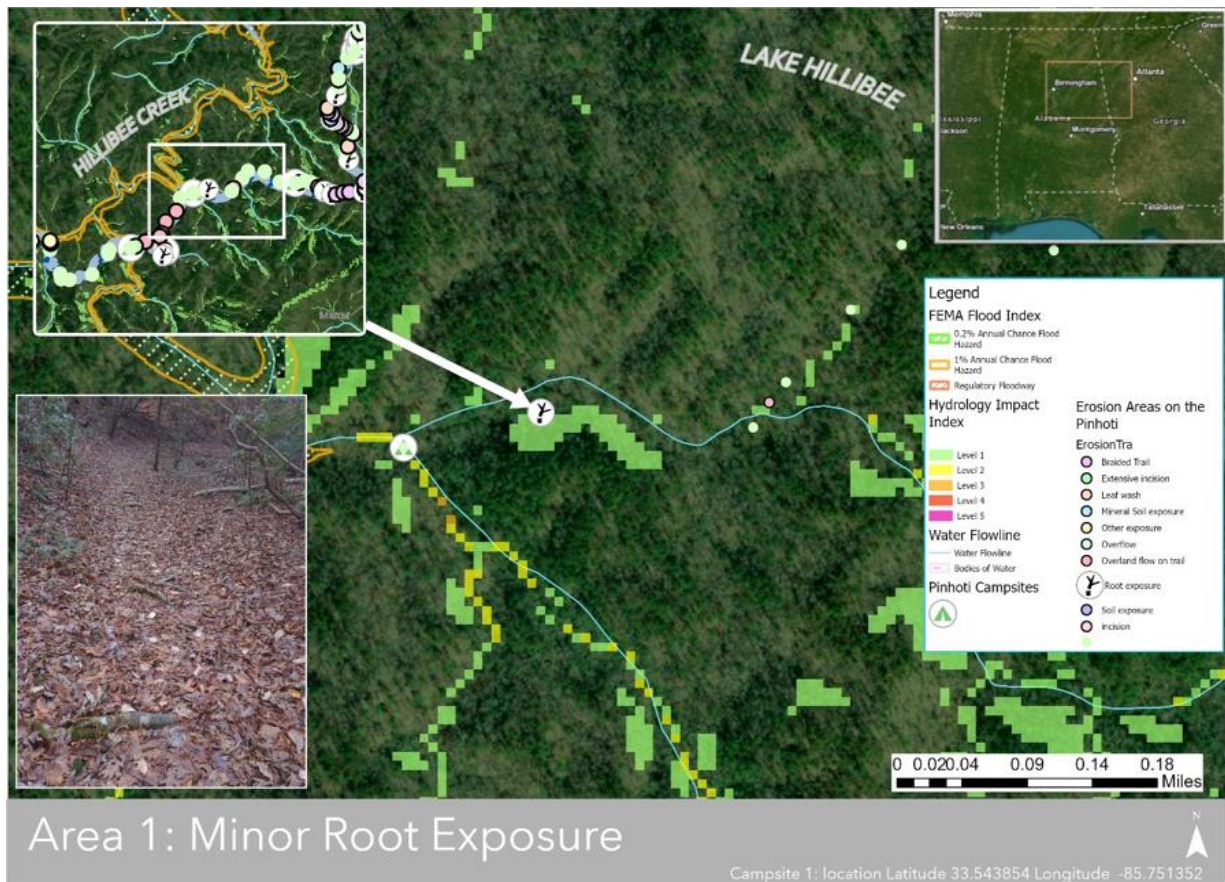 HILLIBEE CREEK
LAKE HILLIBEE
Memphis
Atlanta
Birmingham
Alabama
Georgia
Jackson
Montgomery
Tallahassee
New Orleans
Legend
FEMA Flood Index
0.2% Annual Chance Flood
Hazard
1% Annual Chance Flood
Hazard
Regulatory Floodway
Hydrology Impact
Index
Level 1
Level 2
Level 3
Level 4
Level 5
Water Flowline
Water Flowline
Bodies of Water
Pinhoti Campsites
Erosion Areas on the
Pinhoti
ErosionTra
Braided Trail
Extensive incision
Leaf wash
Mineral Soil exposure
Other exposure
Overflow
Overland flow on trail
Root exposure
Soil exposure
incision
0 0.020.04 0.09 0.14 0.18
Miles
Area 1: Minor Root Exposure
N
Campsite 1: location Latitude 33.543854 Longitude -85.751352